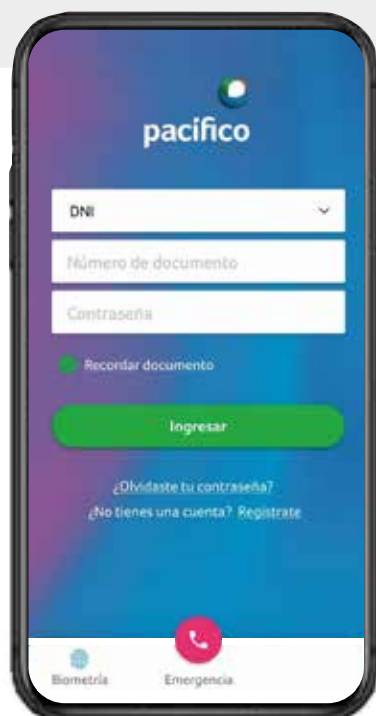 pacífico
DNI
Número de documento
Contraseña
Recordar documento
Ingresar
¿Olvidaste tu contraseña?
¿No tienes una cuenta? Regístrate
Biometría
Emergencia